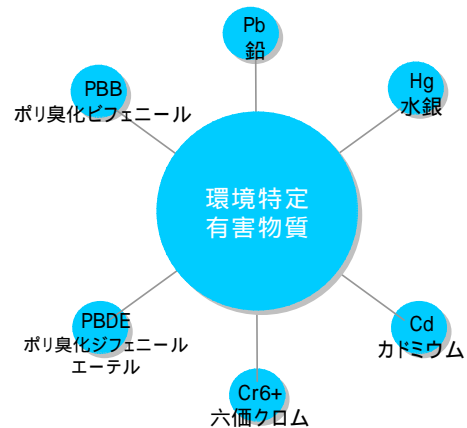 Pb
鉛
PBB
ポリ臭化ビフェニール
Hg
水銀
環境特定
有害物質
PBDE
ポリ臭化ジフェニール
エーテル
Cd
カドミウム
Cr6+
六価クロム